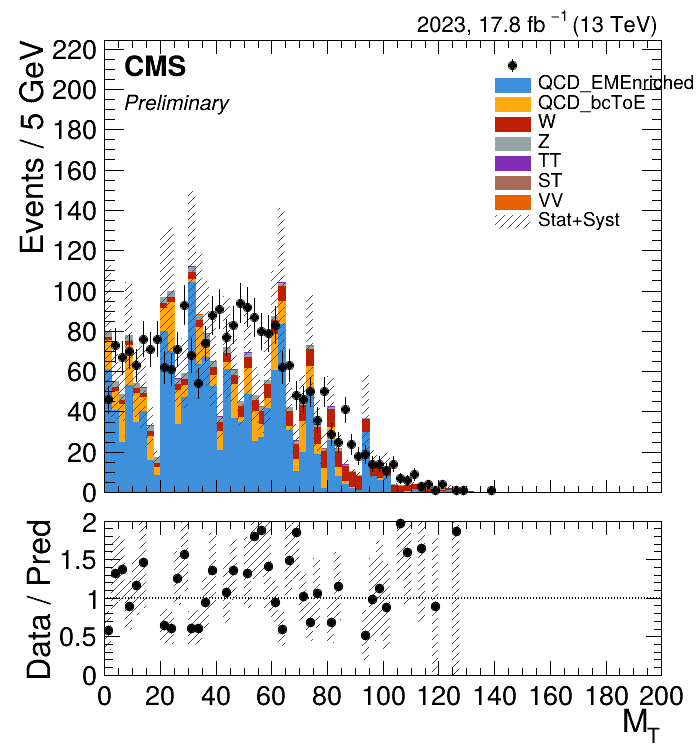 2023, 17.8 fb⁻¹ (13 TeV)
CMS
Preliminary
QCD_EMEnriched
QCD_bcToE
W
Z
TT
ST
VV
Stat+Syst
Events / 5 GeV
220
200
180
160
140
120
100
80
60
40
20
0
Data / Pred
2
1.5
1
0.5
0
0 20 40 60 80 100 120 140 160 180 200
M_T